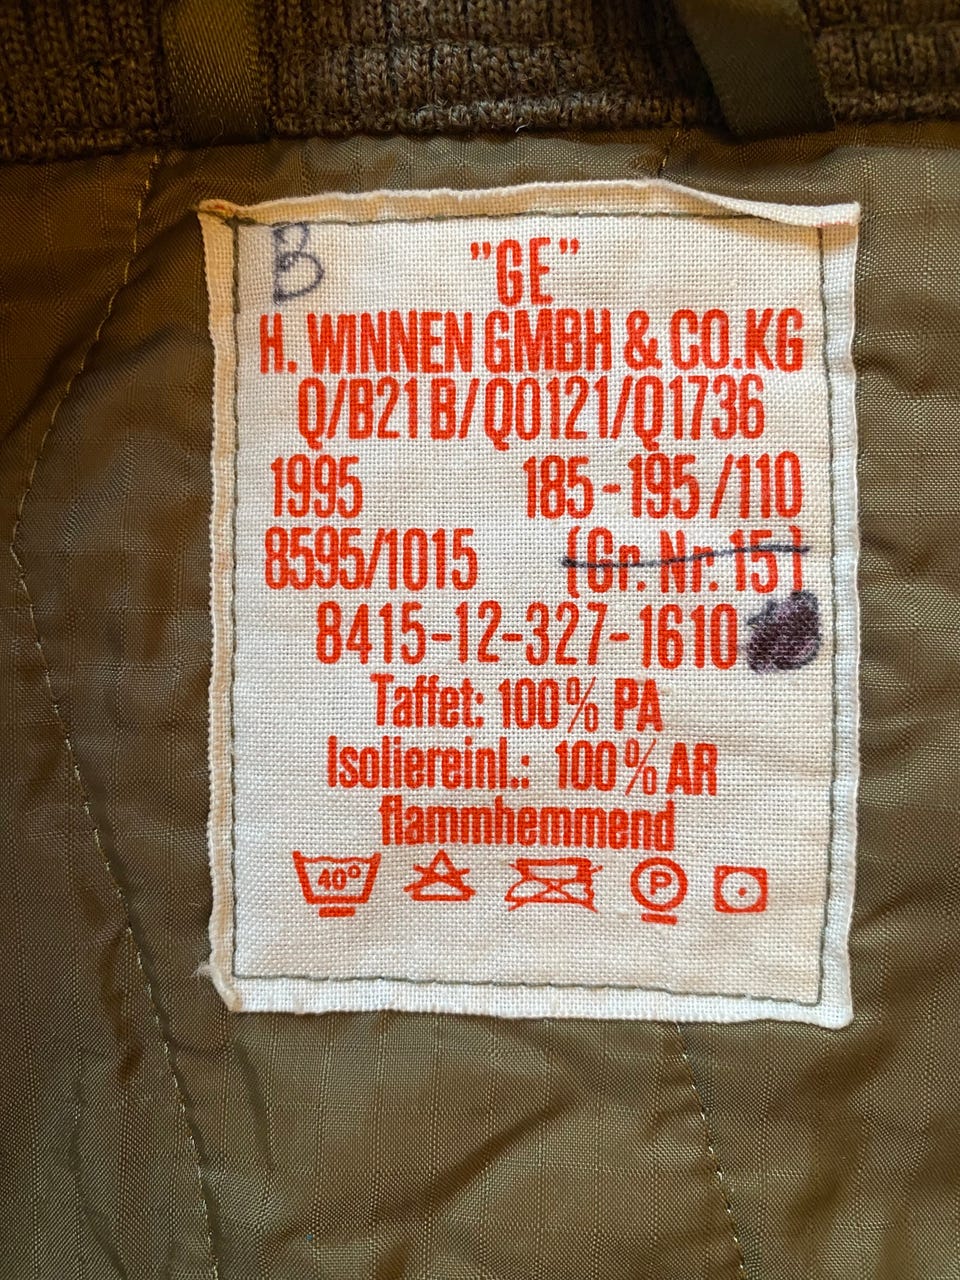 B
"GE"
H. WINNEN GMBH & CO.KG
Q/B21B/Q0121/Q1736
1995 185-195/110
8595/1015 (Gr. Nr. 15)
8415-12-327-1610
Taffet: 100% PA
Isoliereinl.: 100% AR
flammhemmend
40° P